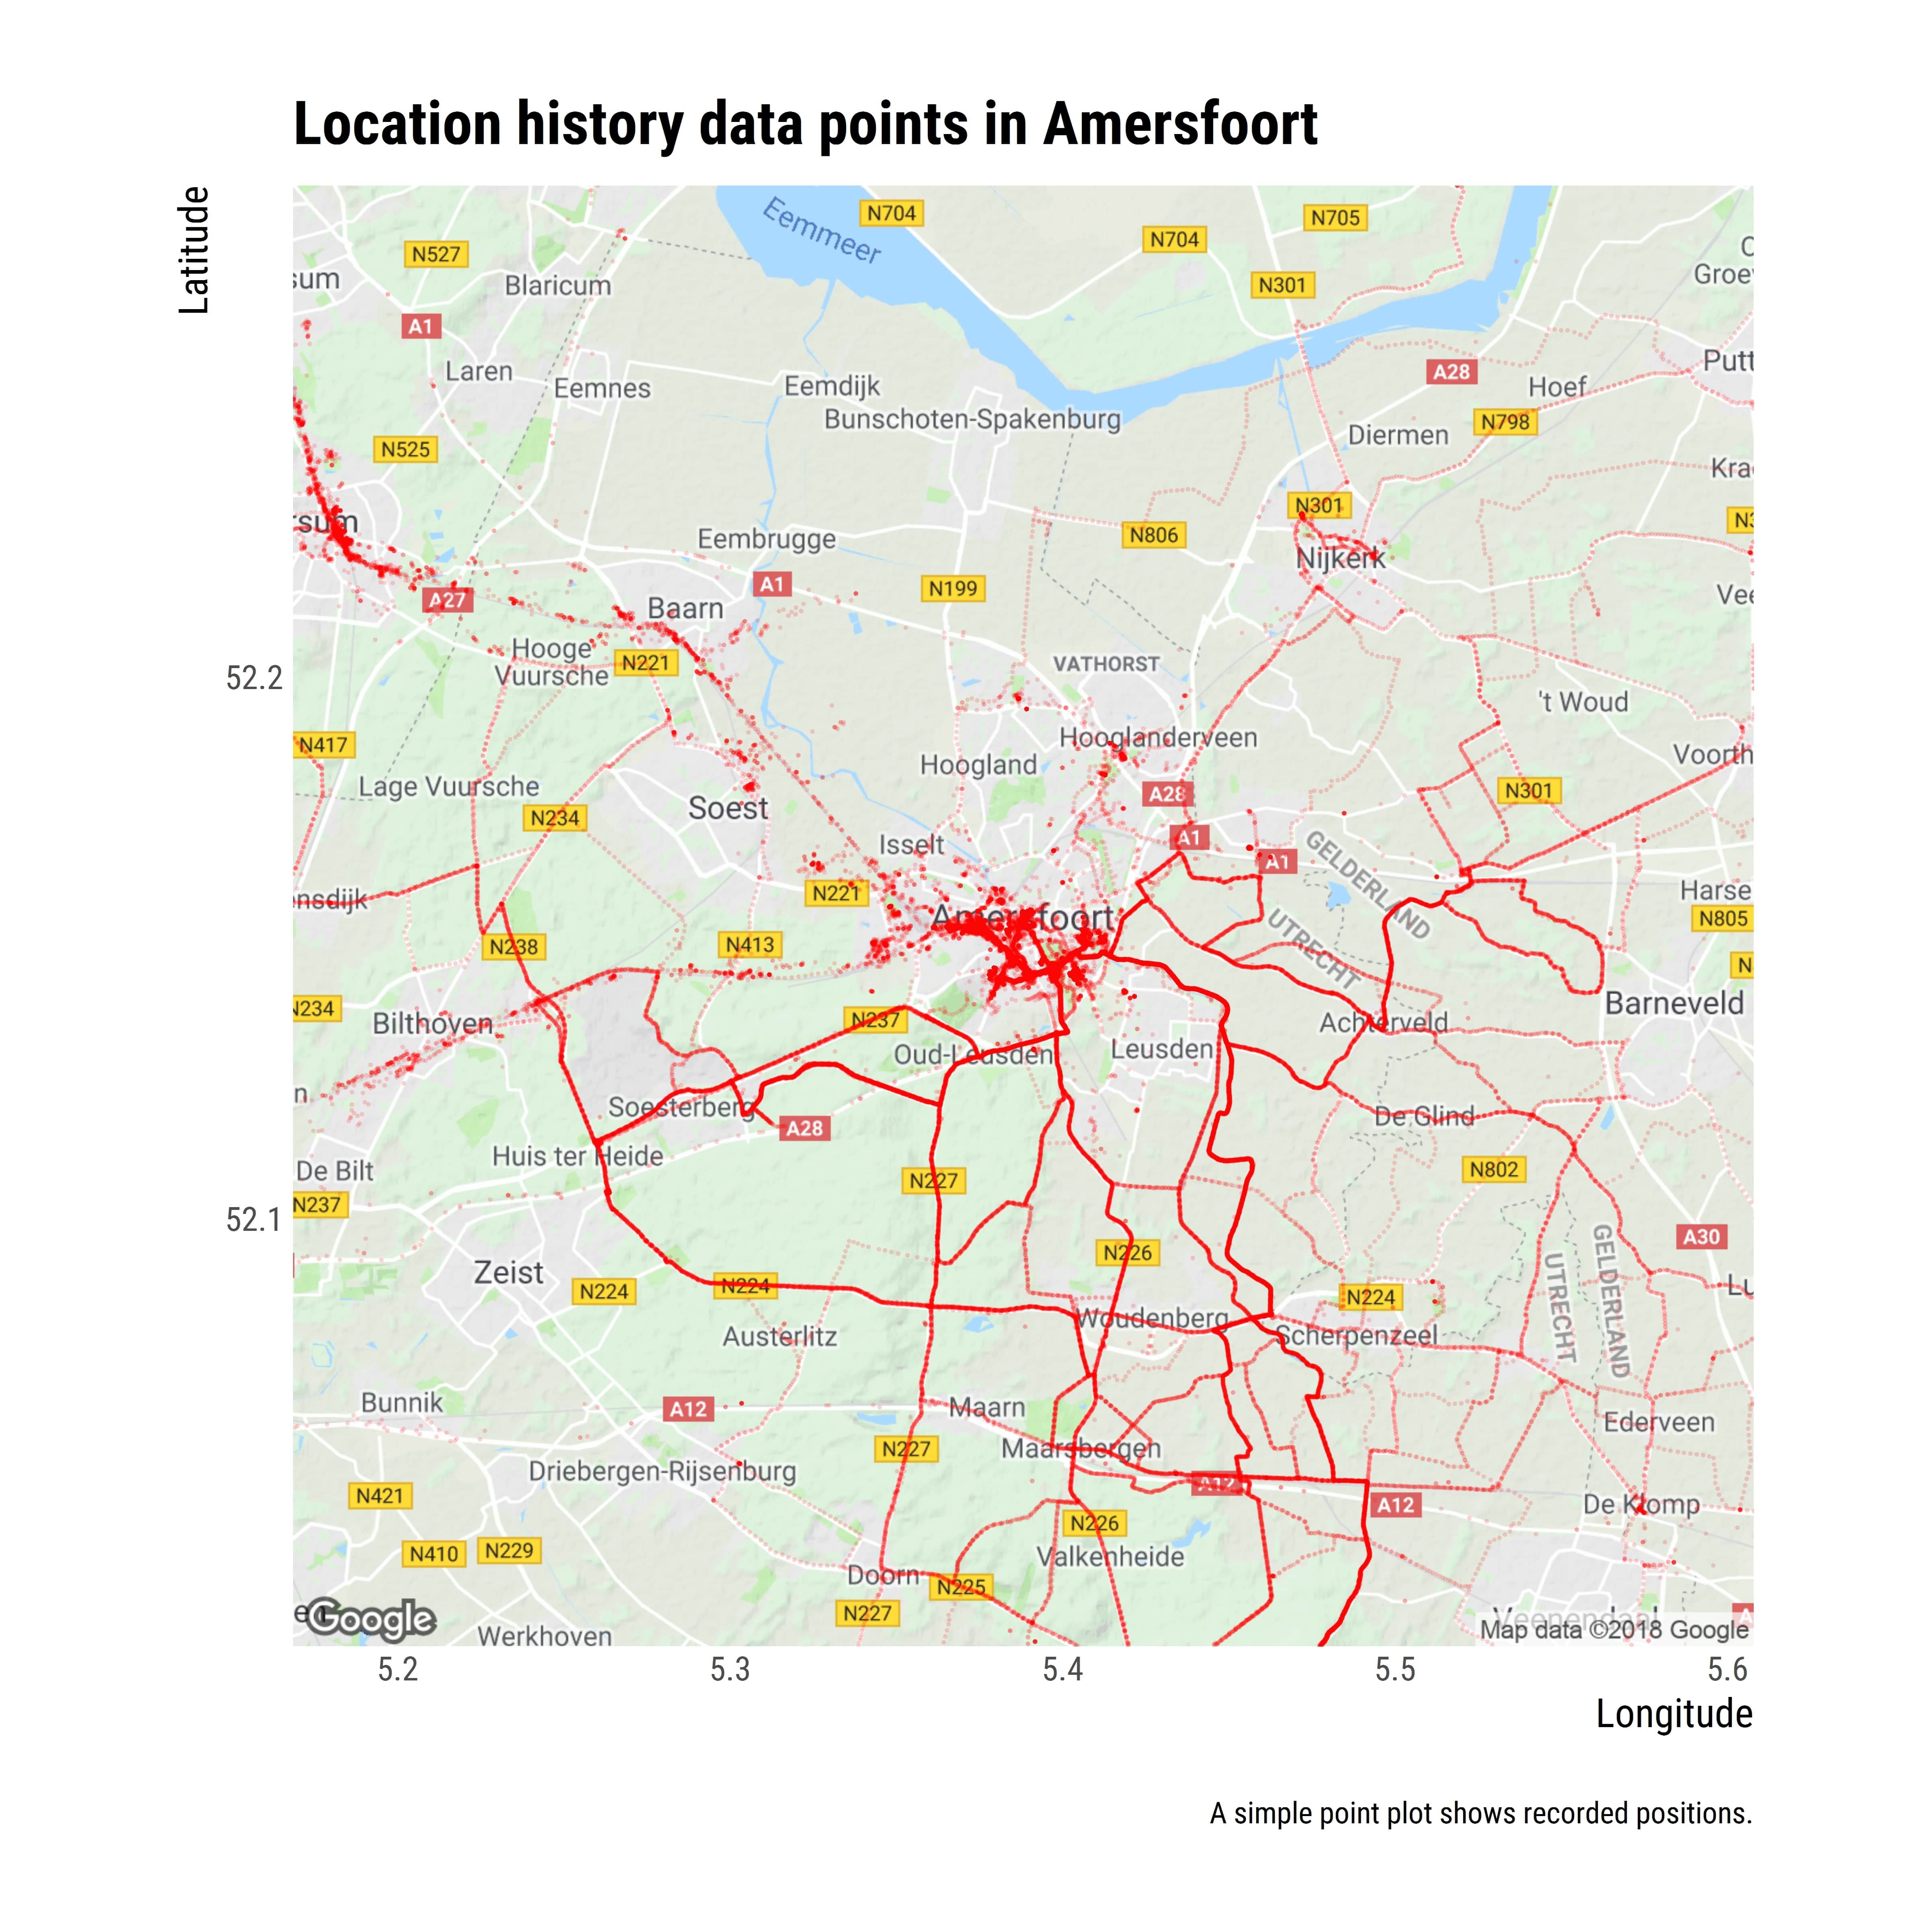 Location history data points in Amersfoort
Latitude
Eemmeer
N704
N705
N704
N527
sum
Blaricum
N301
Groe
A1
Laren
Eemnes
Eemdijk
A28
Hoef
Putt
Bunschoten-Spakenburg
N798
Diermen
N525
Kra
N301
rsum
Eembrugge
N806
Nijkerk
A27
A1
N199
Vee
Baarn
Hooge
Vuursche
N221
VATHORST
52.2
't Woud
N417
Hooglanderveen
Voorth
Hoogland
Lage Vuursche
A28
N301
Soest
N234
Isselt
A1
A1
GELDERLAND
UTRECHT
N221
Harse
ensdijk
Amersfoort
N805
N238
N413
N234
Bilthoven
N237
Achterveld
Barneveld
Oud-Leusden
Leusden
n
Soesterberg
A28
De Glind
Huis ter Heide
De Bilt
N802
N237
N227
52.1
A30
N226
GELDERLAND
UTRECHT
Zeist
N224
N224
N224
Lu
Austerlitz
Woudenberg
Scherpenzeel
Bunnik
A12
Maarn
Ederveen
N227
Maarsbergen
Driebergen-Rijsenburg
A12
N421
A12
De Klomp
N226
N410
N229
Valkenheide
Doorn
N225
N227
Google
Veenendaal
Werkhoven
Map data ©2018 Google
5.2
5.3
5.4
5.5
5.6
Longitude
A simple point plot shows recorded positions.